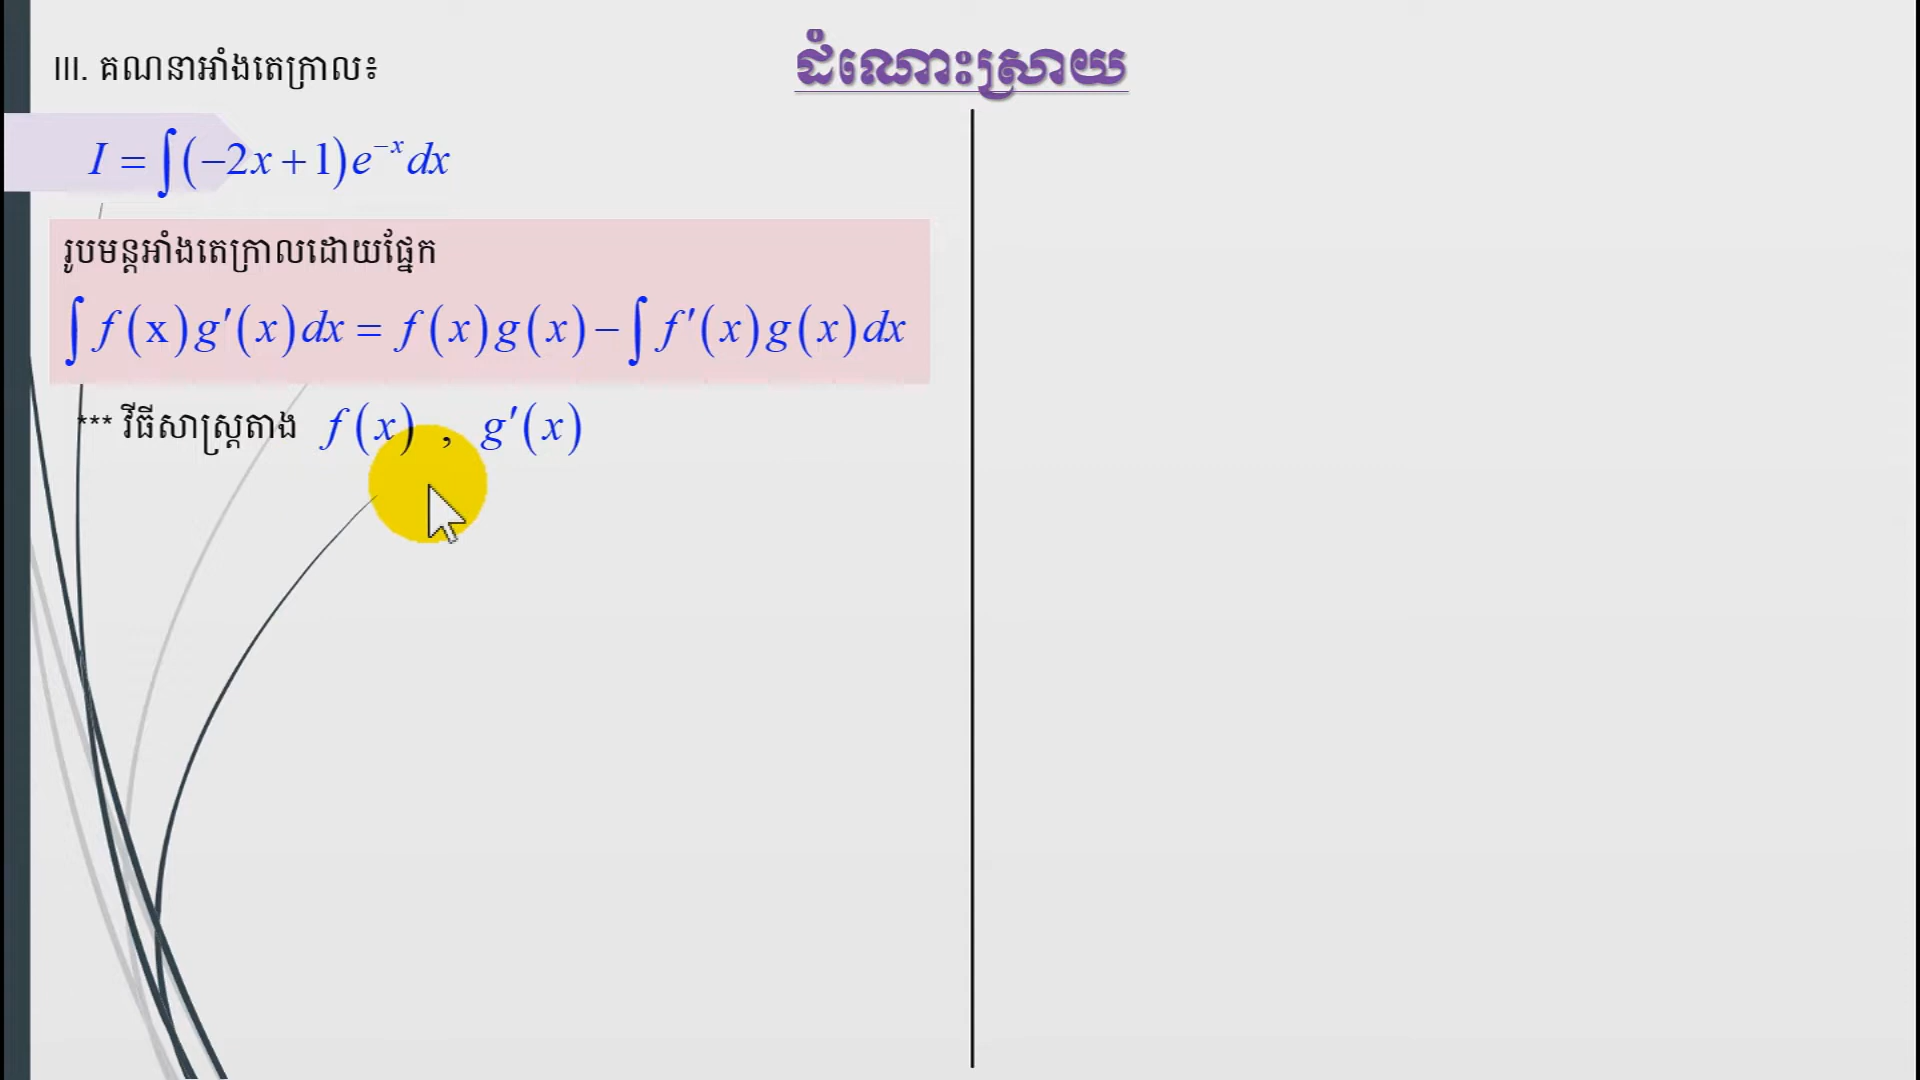 ដំណោះស្រាយ
III. គណនាអាំងតេក្រាល៖
I = ∫(−2x+1)e⁻ˣdx
រូបមន្តអាំងតេក្រាលដោយផ្នែក
∫f(x)g′(x)dx = f(x)g(x) − ∫f′(x)g(x)dx
*** វិធីសាស្រ្តតាង f(x) , g′(x)